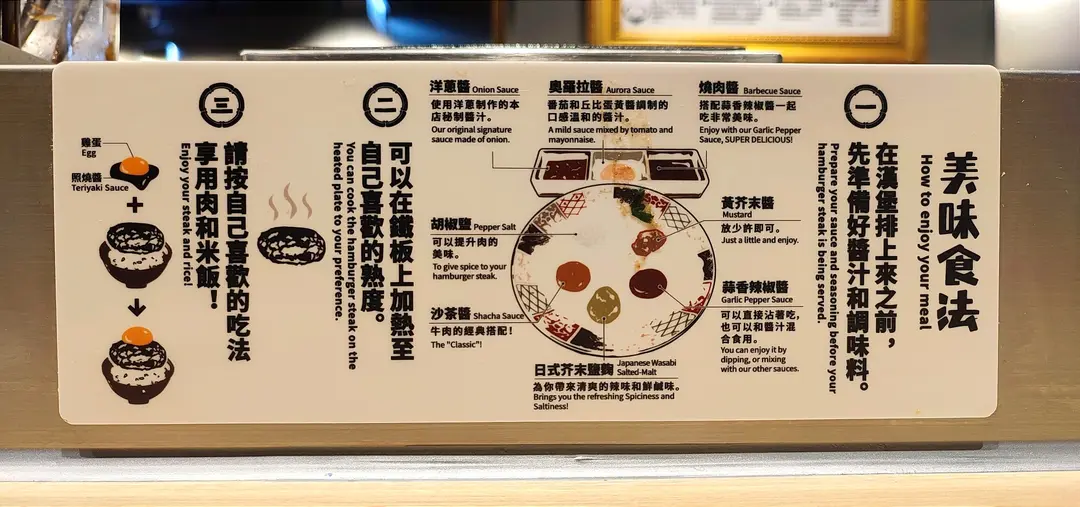 美味食法
How to enjoy your meal
一
在漢堡排上來之前，
先準備好醬汁和調味料。
Prepare your sauce and seasoning before your
hamburger steak is being served.
洋蔥醬 Onion Sauce
使用洋蔥制作的本
店秘制醬汁。
Our original signature
sauce made of onion.
奧羅拉醬 Aurora Sauce
番茄和丘比蛋黃醬調制的
口感溫和的醬汁。
A mild sauce mixed by tomato and
mayonnaise.
燒肉醬 Barbecue Sauce
搭配蒜香辣椒醬一起
吃非常美味。
Enjoy with our Garlic Pepper
Sauce, SUPER DELICIOUS!
胡椒鹽 Pepper Salt
可以提升肉的
美味。
To give spice to your
hamburger steak.
黃芥末醬
Mustard
放少許即可。
Just a little and enjoy.
沙茶醬 Shacha Sauce
牛肉的經典搭配！
The "Classic"!
蒜香辣椒醬
Garlic Pepper Sauce
可以直接沾著吃，
也可以和醬汁混
合食用。
You can enjoy it by
dipping, or mixing
with our other sauces.
日式芥末鹽麴 Japanese Wasabi
Salted-Malt
為你帶來清爽的辣味和鮮鹹味。
Brings you the refreshing Spiciness and
Saltiness!
二
可以在鐵板上加熱至
自己喜歡的熟度。
You can cook the hamburger steak on the
heated plate to your preference.
三
請按自己喜歡的吃法
享用肉和米飯！
Enjoy your steak and rice!
雞蛋
Egg
照燒醬
Teriyaki Sauce
+